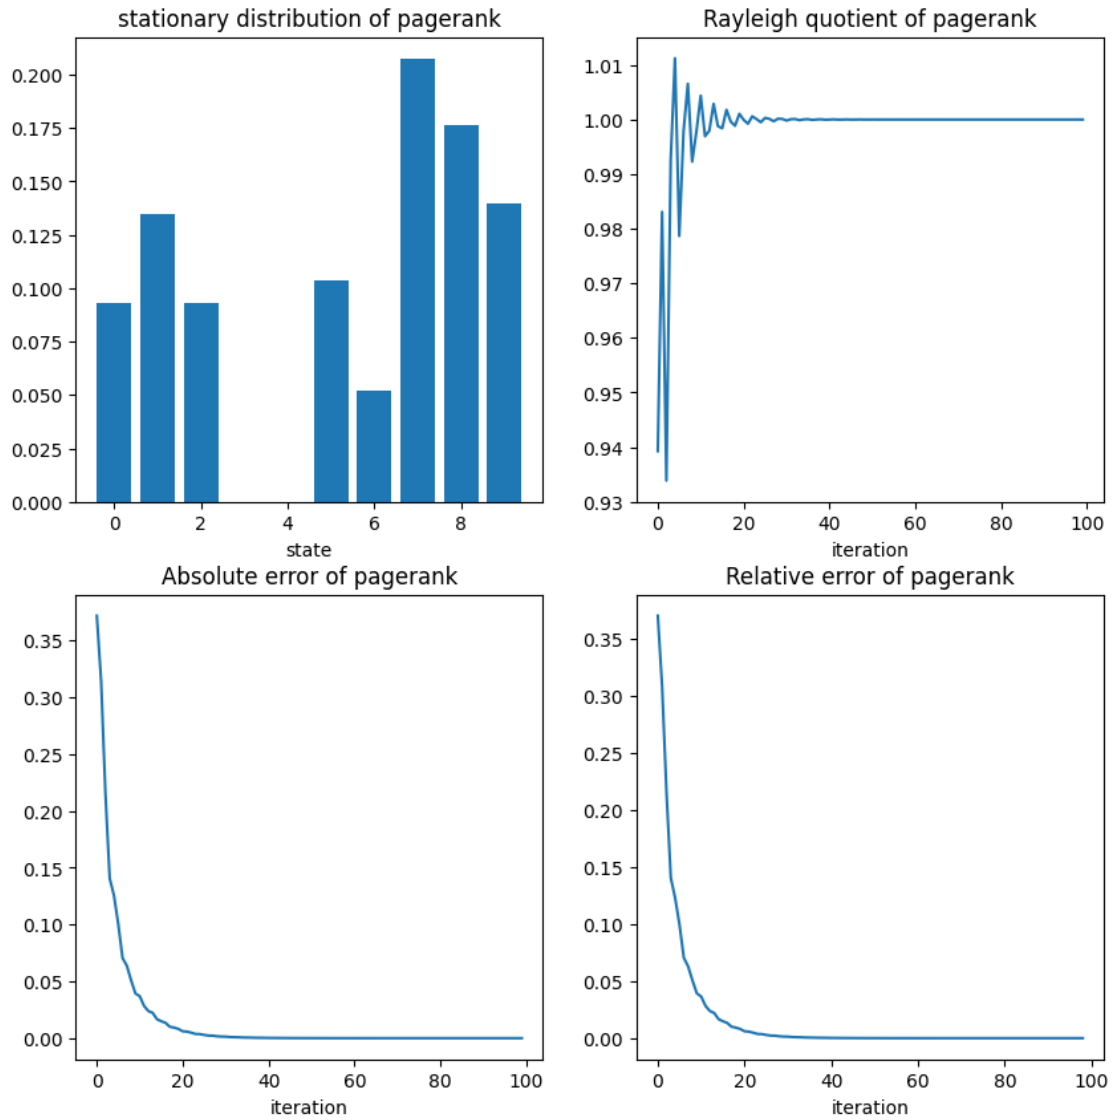 stationary distribution of pagerank
0.200
0.175
0.150
0.125
0.100
0.075
0.050
0.025
0.000
0 2 4 6 8
state
Rayleigh quotient of pagerank
1.01
1.00
0.99
0.98
0.97
0.96
0.95
0.94
0.93
0 20 40 60 80 100
iteration
Absolute error of pagerank
0.35
0.30
0.25
0.20
0.15
0.10
0.05
0.00
0 20 40 60 80 100
iteration
Relative error of pagerank
0.35
0.30
0.25
0.20
0.15
0.10
0.05
0.00
0 20 40 60 80 100
iteration